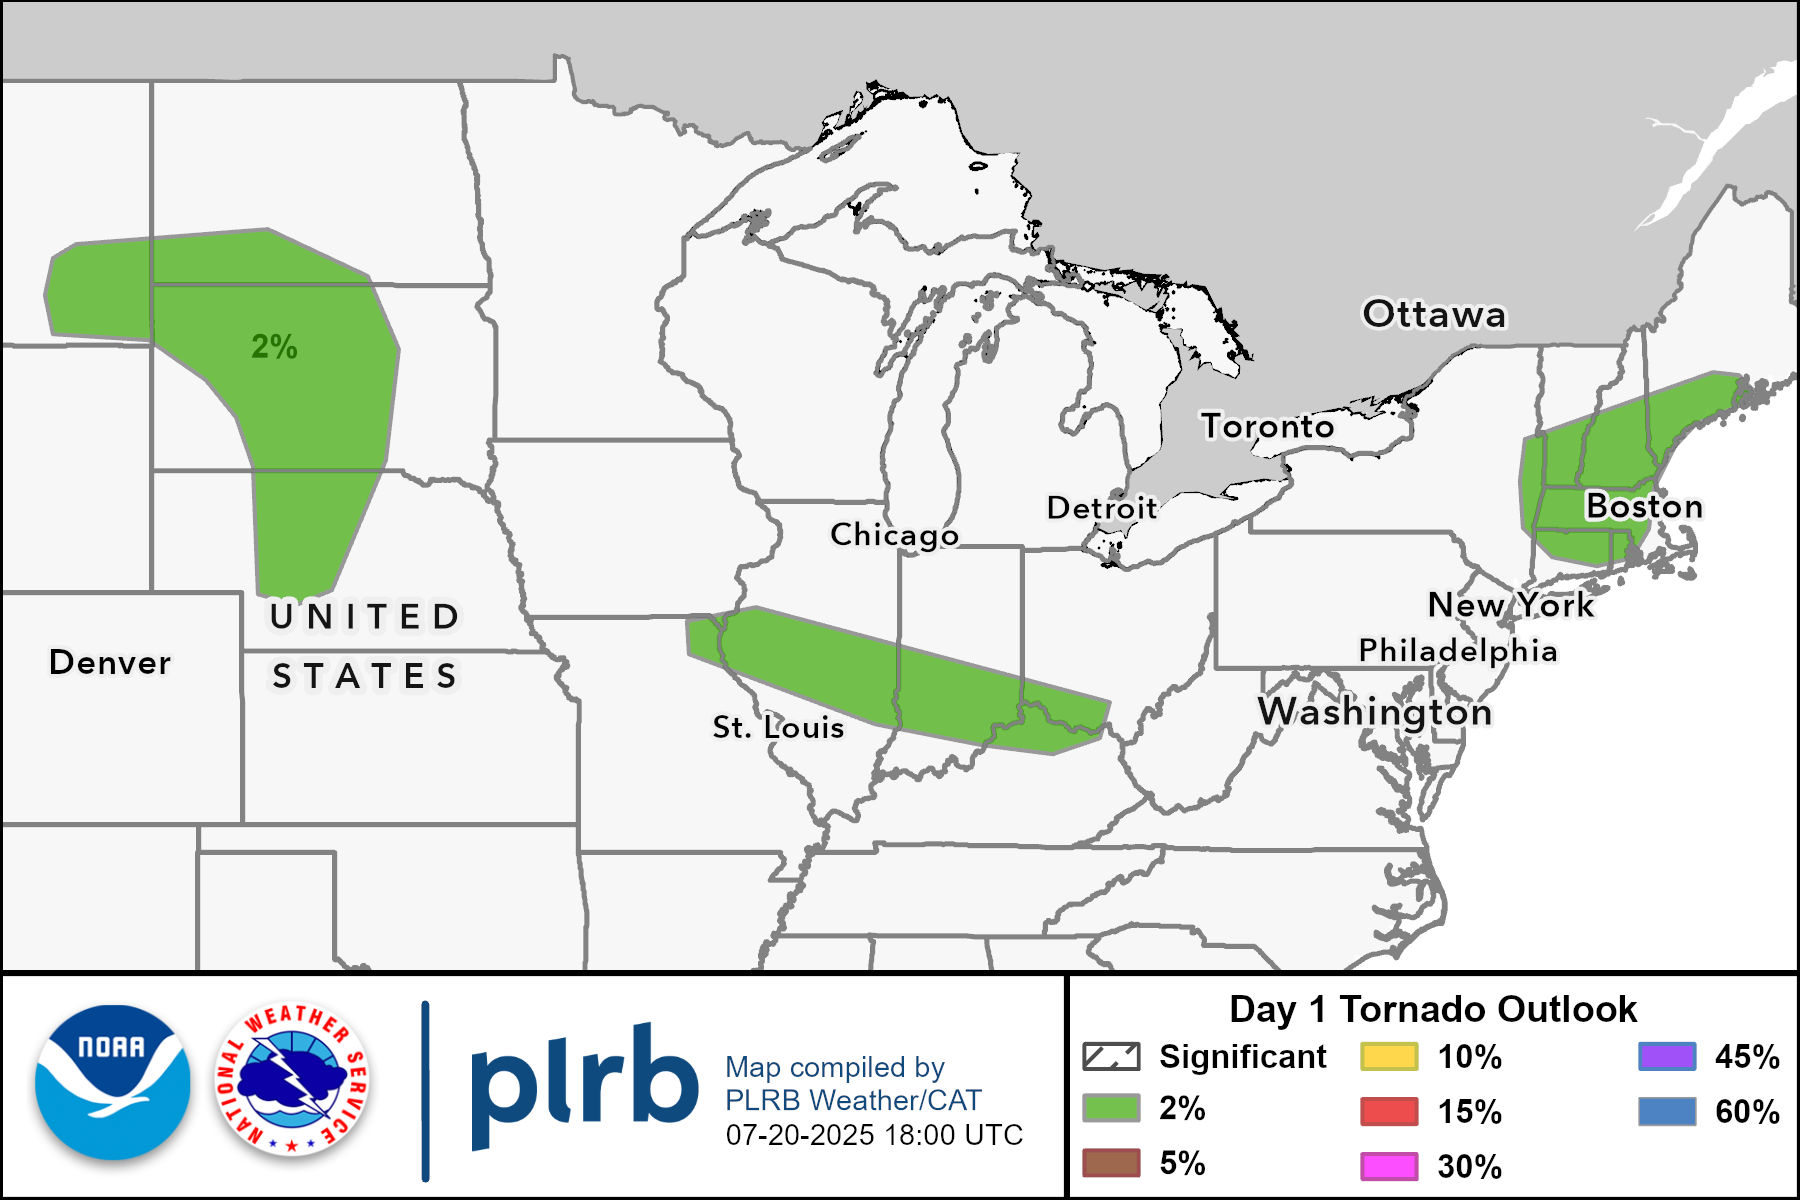 Ottawa
2%
Toronto
Boston
Detroit
Chicago
New York
UNITED
Philadelphia
Denver
STATES
Washington
St. Louis
NOAA
NATIONAL WEATHER SERVICE
plrb
Map compiled by
PLRB Weather/CAT
07-20-2025 18:00 UTC
Day 1 Tornado Outlook
Significant
2%
5%
10%
15%
30%
45%
60%